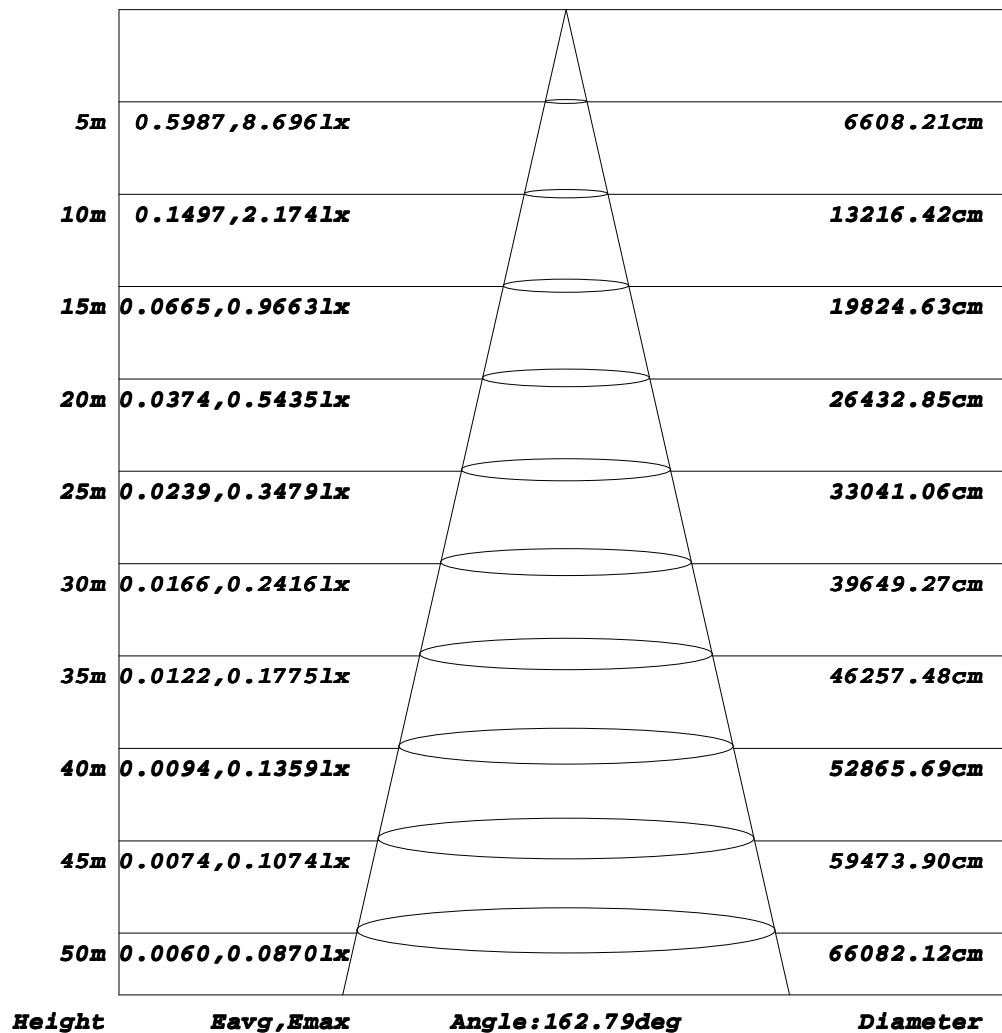 5m 0.5987,8.696lx 6608.21cm
10m 0.1497,2.174lx 13216.42cm
15m 0.0665,0.9663lx 19824.63cm
20m 0.0374,0.5435lx 26432.85cm
25m 0.0239,0.3479lx 33041.06cm
30m 0.0166,0.2416lx 39649.27cm
35m 0.0122,0.1775lx 46257.48cm
40m 0.0094,0.1359lx 52865.69cm
45m 0.0074,0.1074lx 59473.90cm
50m 0.0060,0.0870lx 66082.12cm
Height Eavg,Emax Angle:162.79deg Diameter